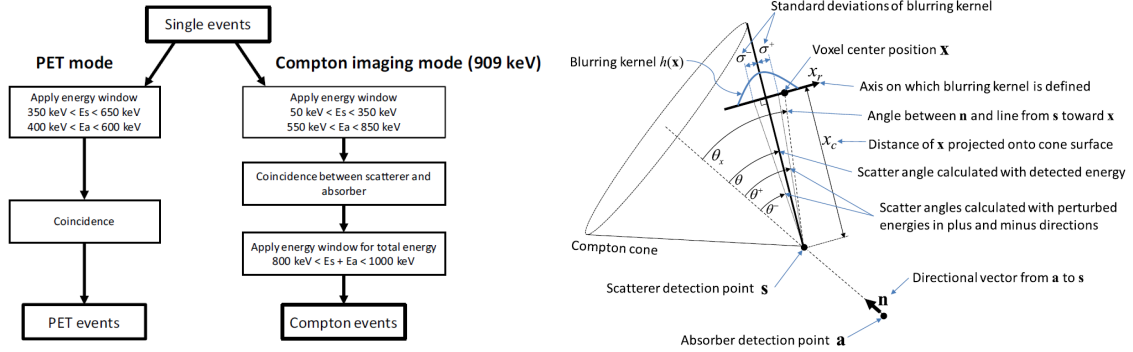 Single events
PET mode
Compton imaging mode (909 keV)
Apply energy window
350 keV < Es < 650 keV
400 keV < Ea < 600 keV
Coincidence
PET events
Apply energy window
50 keV < Es < 350 keV
550 keV < Ea < 850 keV
Coincidence between scatterer and
absorber
Apply energy window for total energy
800 keV < Es + Ea < 1000 keV
Compton events
Standard deviations of blurring kernel
σ⁻ σ⁺
Voxel center position x
Blurring kernel h(x)
x_r
Axis on which blurring kernel is defined
Angle between n and line from s toward x
x_c
Distance of x projected onto cone surface
θ_x
Scatter angle calculated with detected energy
θ
θ⁺
θ⁻
Scatter angles calculated with perturbed
energies in plus and minus directions
Compton cone
Scatterer detection point s
Directional vector from a to s
n
Absorber detection point a